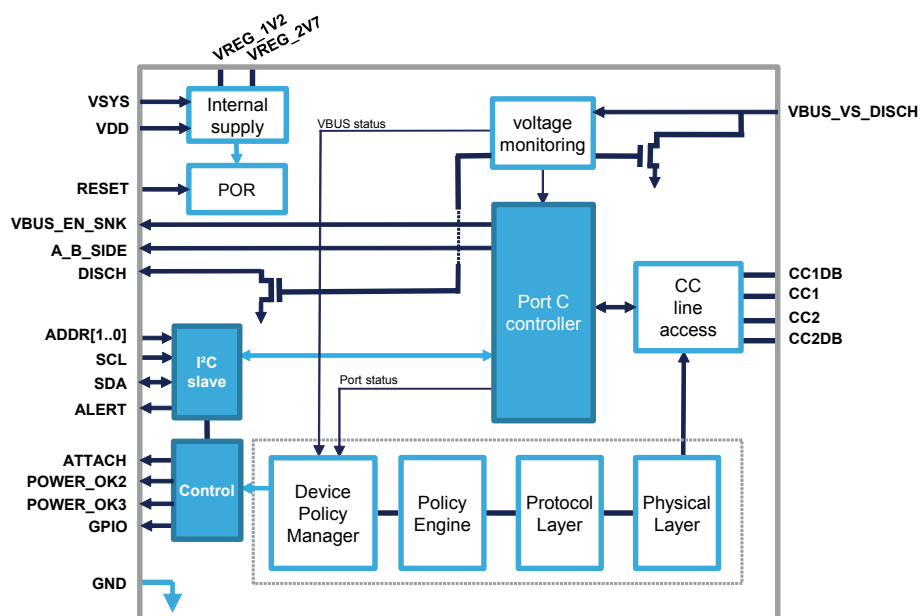 VREG_1V2
VREG_2V7
VSYS
VDD
Internal
supply
RESET
POR
VBUS_EN_SNK
A_B_SIDE
DISCH
VBUS status
voltage
monitoring
VBUS_VS_DISCH
Port C
controller
CC
line
access
CC1DB
CC1
CC2
CC2DB
ADDR[1..0]
SCL
SDA
ALERT
I²C
slave
Port status
ATTACH
POWER_OK2
POWER_OK3
GPIO
Control
Device
Policy
Manager
Policy
Engine
Protocol
Layer
Physical
Layer
GND